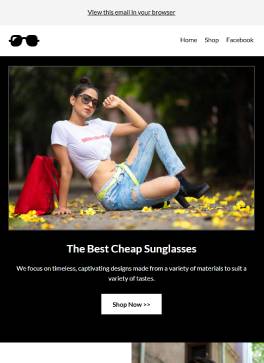 View this email in your browser
Home Shop Facebook
The Best Cheap Sunglasses
We focus on timeless, captivating designs made from a variety of materials to suit a
variety of tastes.
Shop Now >>